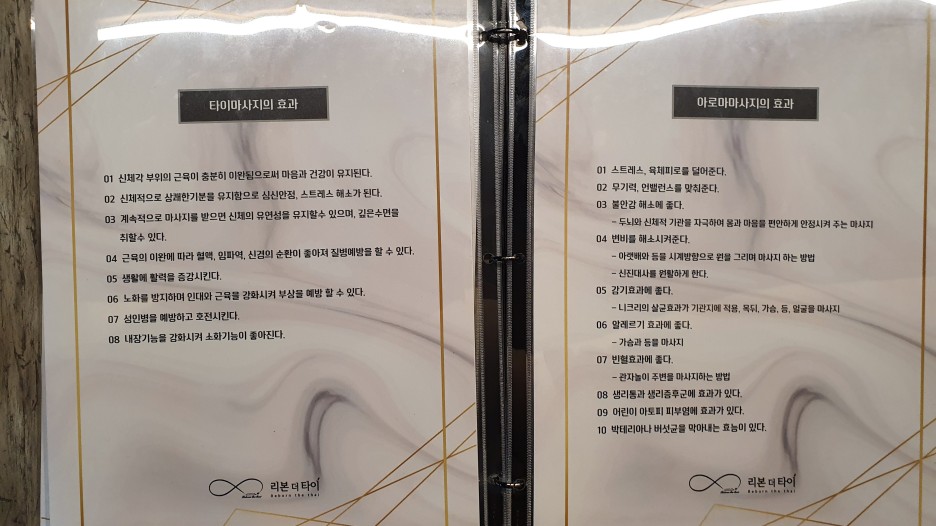 타이마사지의 효과
01 신체각 부위의 근육이 충분히 이완됨으로써 마음과 건강이 유지된다.
02 신체적으로 상쾌한기분을 유지함으로 심신안정, 스트레스 해소가 된다.
03 계속적으로 마사지를 받으면 신체의 유연성을 유지할수 있으며, 깊은수면을
취할수 있다.
04 근육의 이완에 따라 혈액, 임파역, 신경의 순환이 좋아져 질병예방을 할 수 있다.
05 생활에 활력을 증감시킨다.
06 노화를 방지하며 인대와 근육을 강화시켜 부상을 예방 할 수 있다.
07 성인병을 예방하고 호전시킨다.
08 내장기능을 강화시켜 소화기능이 좋아진다.
리본 더 타이
Reborn the thai
아로마마사지의 효과
01 스트레스, 육체피로를 덜어준다.
02 무기력, 언밸런스를 맞춰준다.
03 불안감 해소에 좋다.
- 두뇌와 신체적 기관을 자극하여 몸과 마음을 편안하게 안정시켜 주는 마사지
04 변비를 해소시켜준다.
- 아랫배와 등을 시계방향으로 원을 그리며 마사지 하는 방법
- 신진대사를 원활하게 한다.
05 감기효과에 좋다.
- 니크리의 살균효과가 기관지에 적용, 목뒤, 가슴, 등, 얼굴을 마사지
06 알레르기 효과에 좋다.
- 가슴과 등을 마사지
07 빈혈효과에 좋다.
- 관자놀이 주변을 마사지하는 방법
08 생리통과 생리증후군에 효과가 있다.
09 어린이 아토피 피부염에 효과가 있다.
10 박테리아나 버섯균을 막아내는 효능이 있다.
리본 더 타이
Reborn the thai